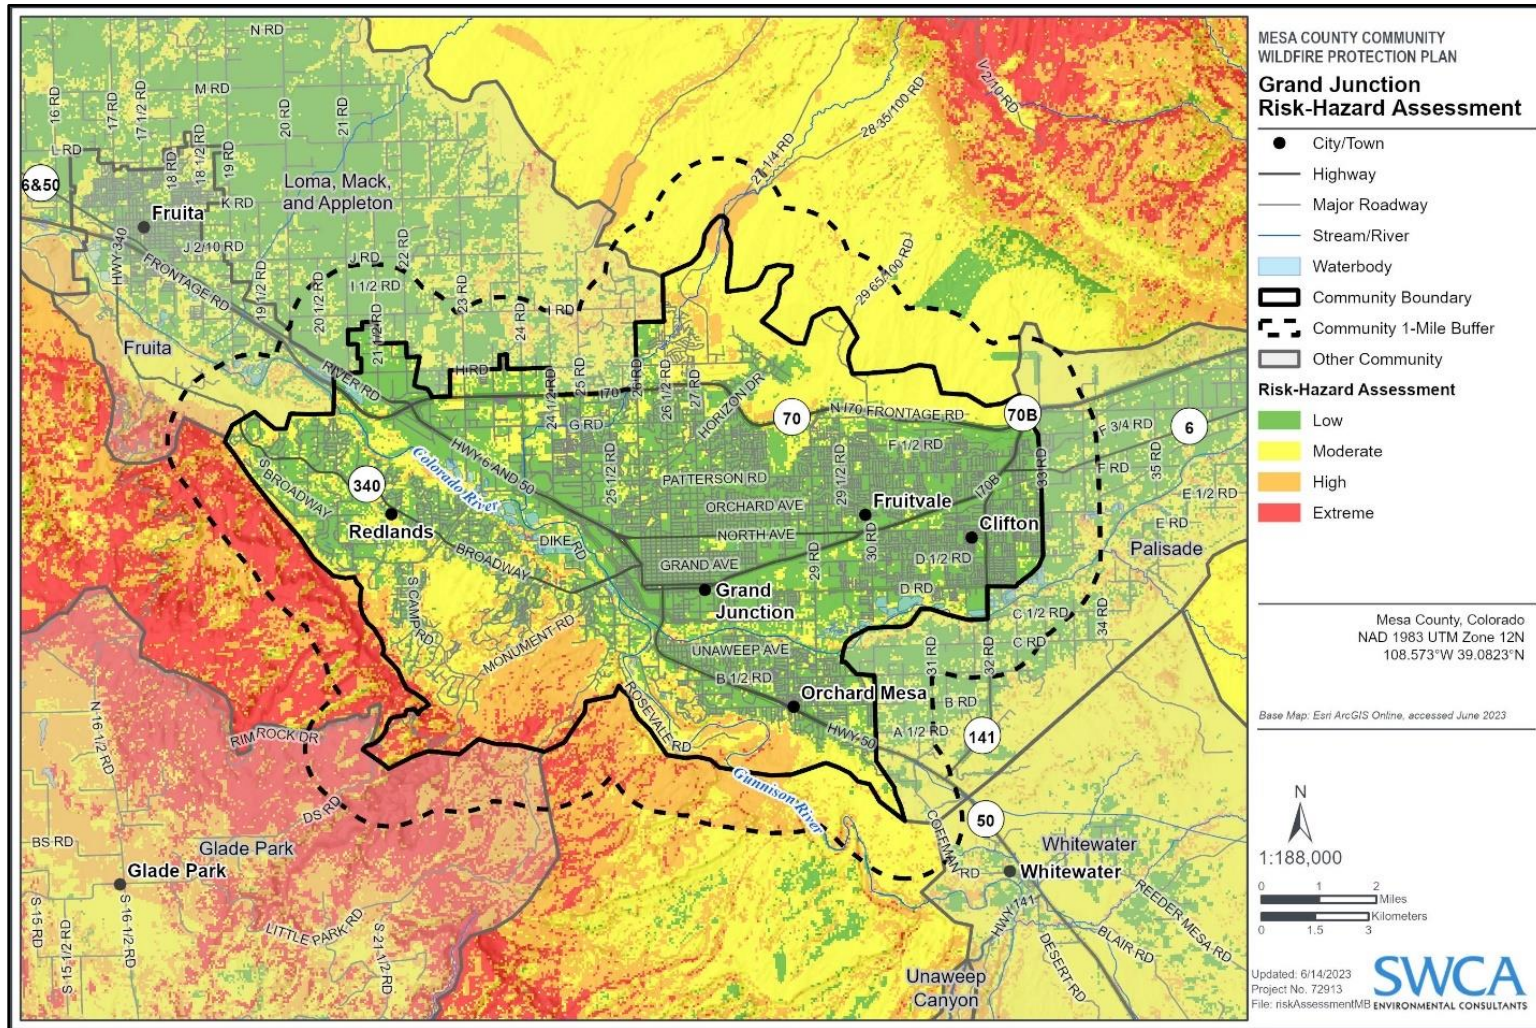 MESA COUNTY COMMUNITY
WILDFIRE PROTECTION PLAN
Grand Junction
Risk-Hazard Assessment
City/Town
Highway
Major Roadway
Stream/River
Waterbody
Community Boundary
Community 1-Mile Buffer
Other Community
Risk-Hazard Assessment
Low
Moderate
High
Extreme
Mesa County, Colorado
NAD 1983 UTM Zone 12N
108.573°W 39.0823°N
Base Map: Esri ArcGIS Online, accessed June 2023
N
1:188,000
0 1 2
Miles
Kilometers
0 1.5 3
Updated: 6/14/2023
Project No. 72913
File: riskAssessmentMB
SWCA
ENVIRONMENTAL CONSULTANTS
N RD
16 RD
17 RD
17 1/2 RD
M RD
20 RD
21 RD
L RD
18 RD
18 1/2 RD
19 RD
6&50
Loma, Mack,
and Appleton
K RD
Fruita
HWY 340
J 2/10 RD
FRONTAGE RD
19 1/2 RD
20 1/2 RD
J RD
I 1/2 RD
22 RD
21 1/2 RD
23 RD
24 RD
I RD
Fruita
RIVER RD
H RD
24 1/2 RD
25 RD
I70
26 RD
26 1/2 RD
27 RD
HORIZON DR
G RD
70
N I70 FRONTAGE RD
70B
6
V 2/10 RD
28 35/100 RD
27 1/4 RD
29 65/100 RD
F 3/4 RD
F 1/2 RD
F RD
33 RD
35 RD
E 1/2 RD
E RD
Palisade
S BROADWAY
340
Redlands
BROADWAY
Colorado River
HWY 6 AND 50
25 1/2 RD
PATTERSON RD
ORCHARD AVE
NORTH AVE
GRAND AVE
29 1/2 RD
Fruitvale
I70B
Clifton
30 RD
29 RD
D 1/2 RD
D RD
DIKE RD
Grand
Junction
C 1/2 RD
C RD
34 RD
31 RD
32 RD
S CAMP RD
MONUMENT RD
UNAWEEP AVE
B 1/2 RD
Orchard Mesa
B RD
A 1/2 RD
141
HWY 50
ROSEVALE RD
Gunnison River
N 16 1/2 RD
RIM ROCK DR
DS RD
BS RD
Glade Park
Glade Park
50
COFFMAN RD
Whitewater
Whitewater
S 15 RD
S 15 1/2 RD
S 16 1/2 RD
LITTLE PARK RD
S 21 1/2 RD
HWY 141
REEDER MESA RD
BLAIR RD
DESERT RD
Unaweep
Canyon